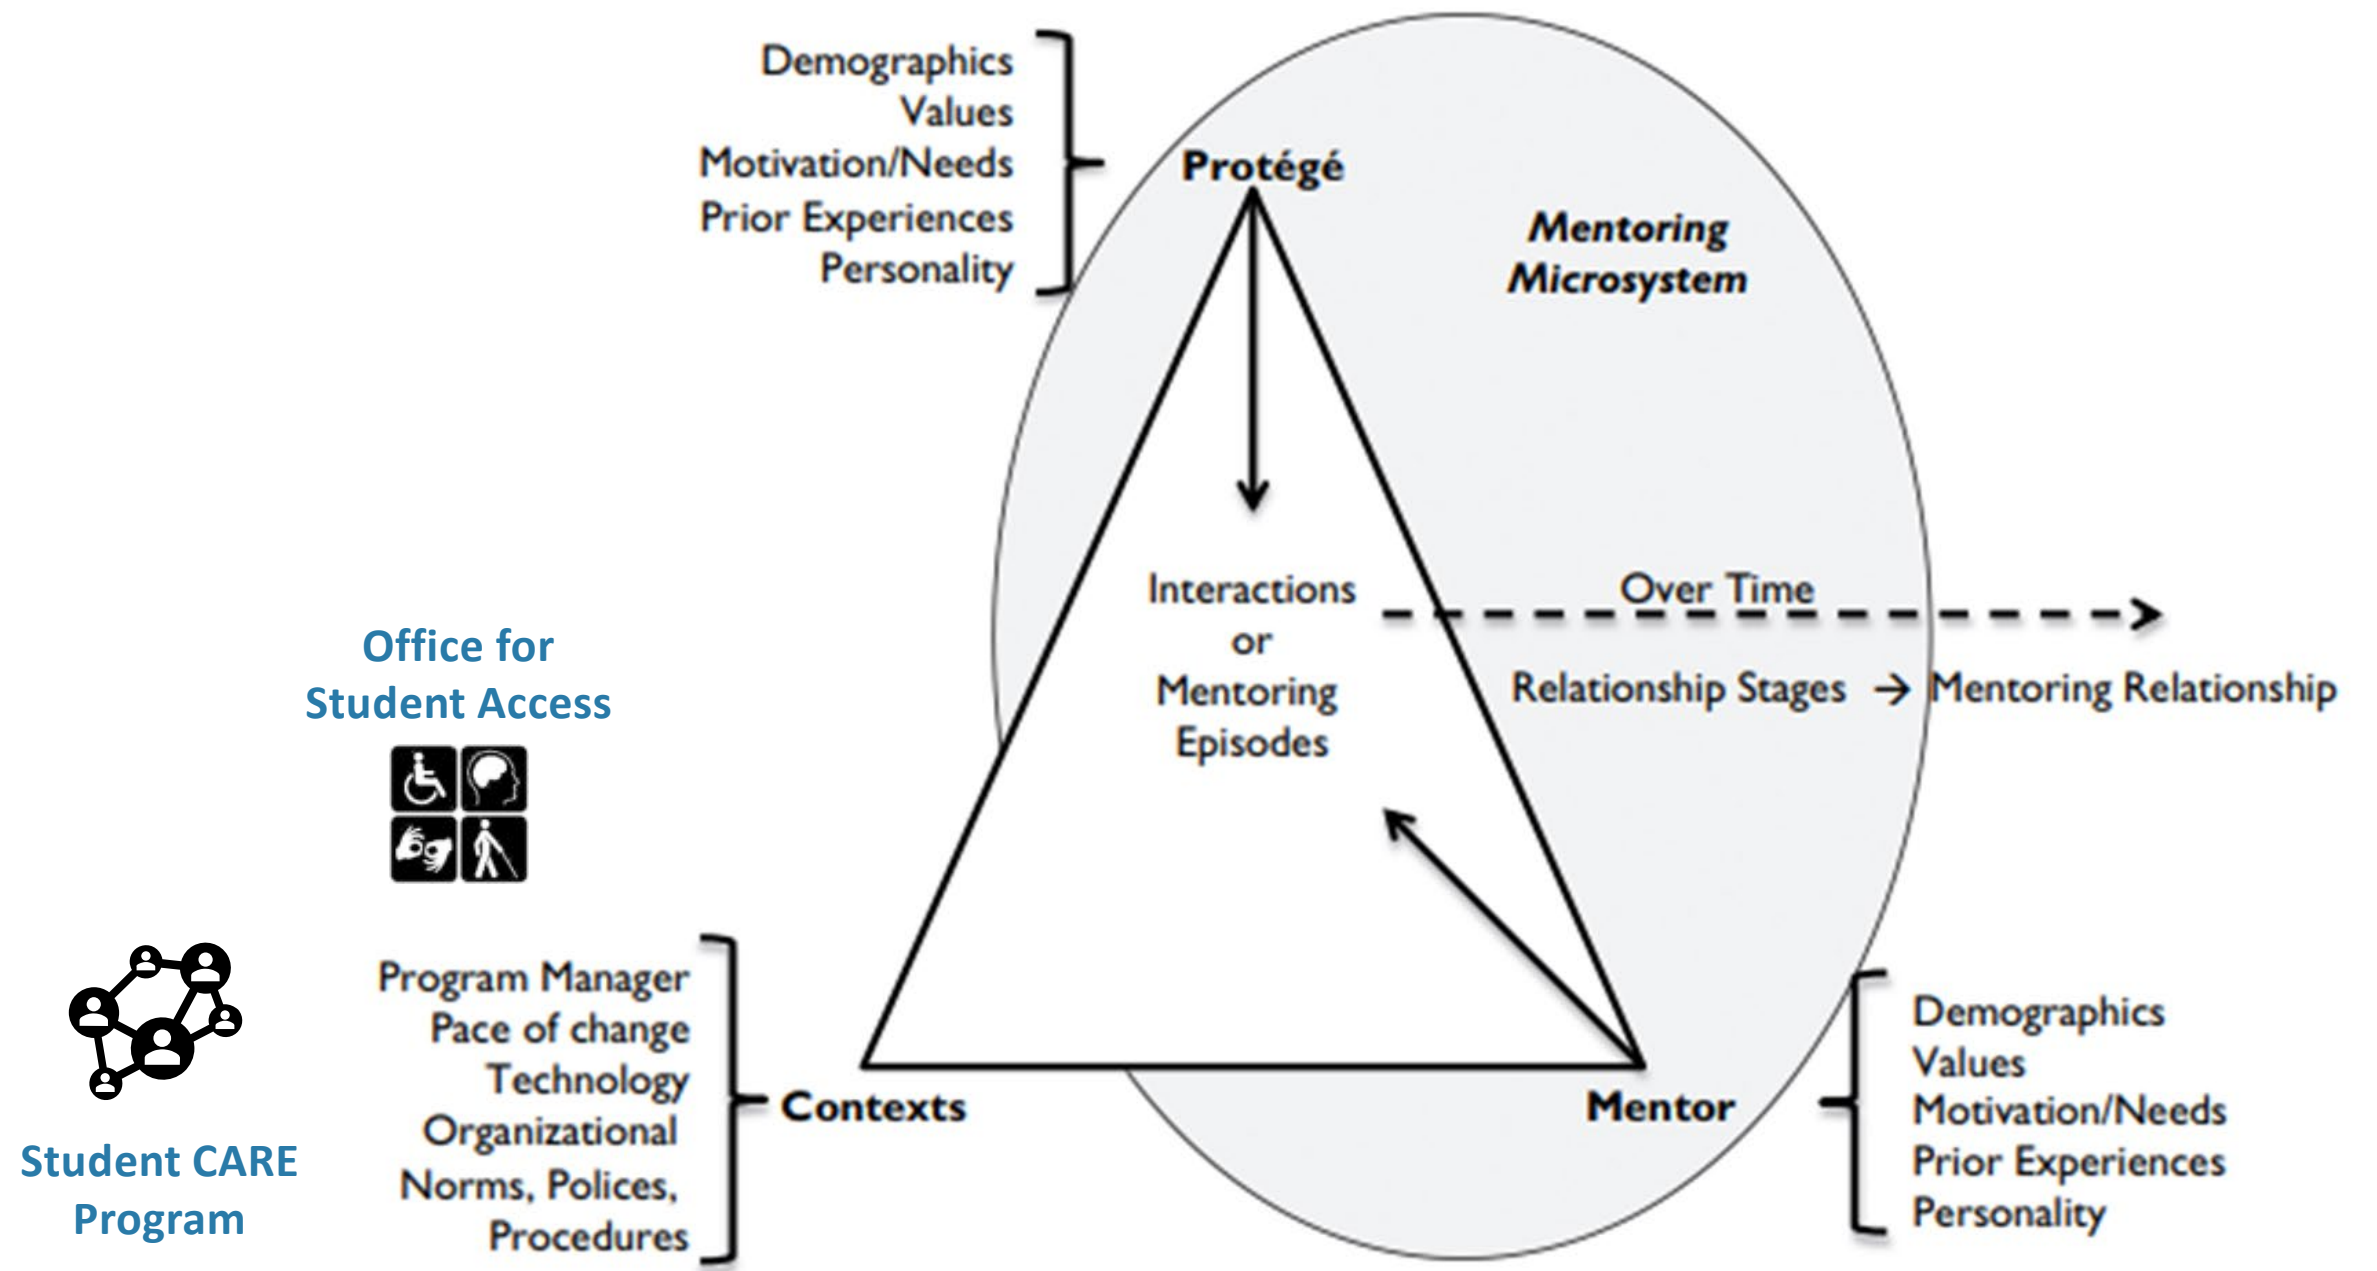 Demographics
Values
Motivation/Needs
Prior Experiences
Personality
Protégé
Mentoring
Microsystem
Interactions
or
Mentoring
Episodes
Over Time
Relationship Stages → Mentoring Relationship
Office for
Student Access
Student CARE
Program
Program Manager
Pace of change
Technology
Organizational
Norms, Polices,
Procedures
Contexts
Mentor
Demographics
Values
Motivation/Needs
Prior Experiences
Personality